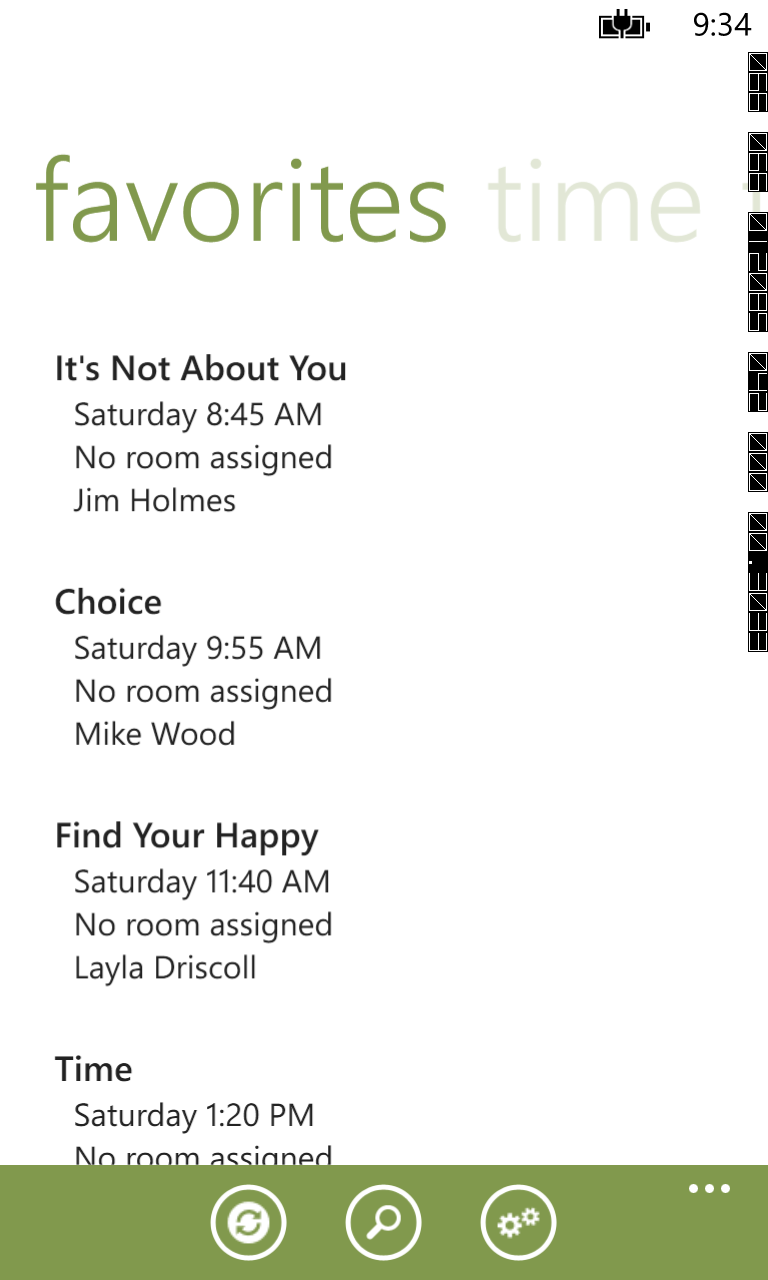 9:34
favorites time
It's Not About You
Saturday 8:45 AM
No room assigned
Jim Holmes
Choice
Saturday 9:55 AM
No room assigned
Mike Wood
Find Your Happy
Saturday 11:40 AM
No room assigned
Layla Driscoll
Time
Saturday 1:20 PM
No room assigned